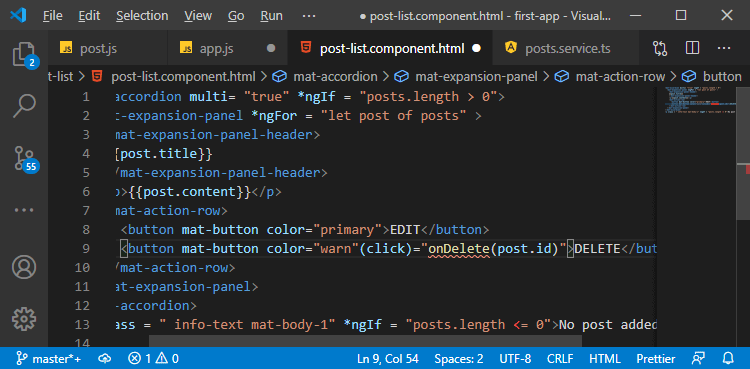 File Edit Selection View Go Run ··· ● post-list.component.html - first-app - Visual...
2 JS post.js JS app.js ● post-list.component.html ● posts.service.ts ···
t-list > post-list.component.html > mat-accordion > mat-expansion-panel > mat-action-row > button
1 accordion multi= "true" *ngIf = "posts.length > 0">
2 t-expansion-panel *ngFor = "let post of posts" >
3 mat-expansion-panel-header>
4 {post.title}}
5 /mat-expansion-panel-header>
6 p>{{post.content}}</p>
7 mat-action-row>
8 <button mat-button color="primary">EDIT</button>
9 <button mat-button color="warn"(click)="onDelete(post.id)">DELETE</but
10 /mat-action-row>
11 mat-expansion-panel>
12 -accordion>
13 ass = " info-text mat-body-1" *ngIf = "posts.length <= 0">No post added
14
55
master*+ 1 0 Ln 9, Col 54 Spaces: 2 UTF-8 CRLF HTML Prettier